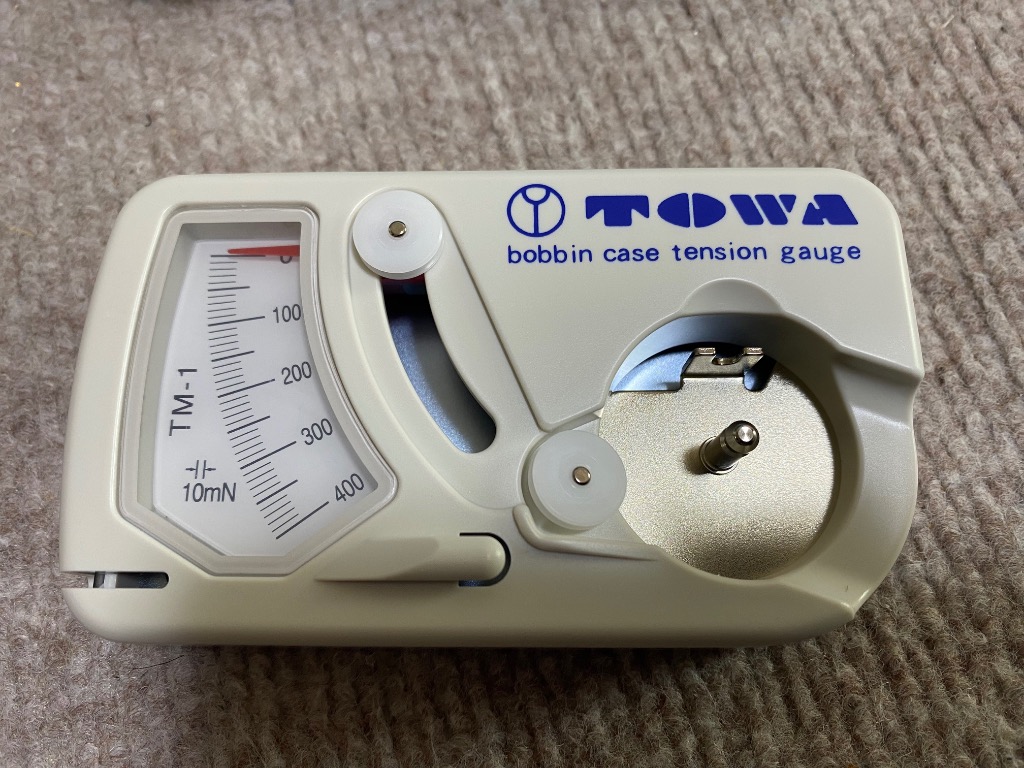 TOWA
bobbin case tension gauge
0
100
200
300
400
TM-1
10mN